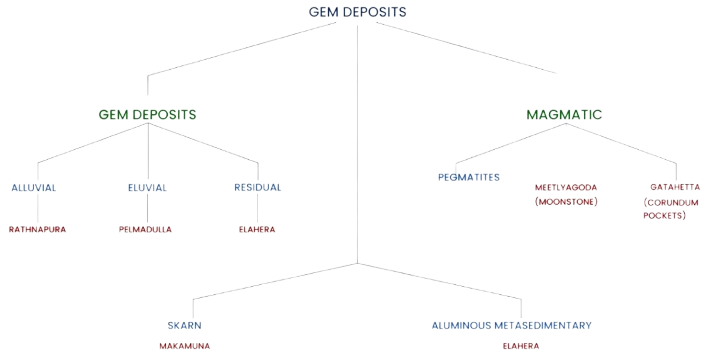 GEM DEPOSITS
GEM DEPOSITS
MAGMATIC
ALLUVIAL
ELUVIAL
RESIDUAL
PEGMATITES
MEETLYAGODA
(MOONSTONE)
GATAHETTA
(CORUNDUM
POCKETS)
RATHNAPURA
PELMADULLA
ELAHERA
SKARN
ALUMINOUS METASEDIMENTARY
MAKAMUNA
ELAHERA